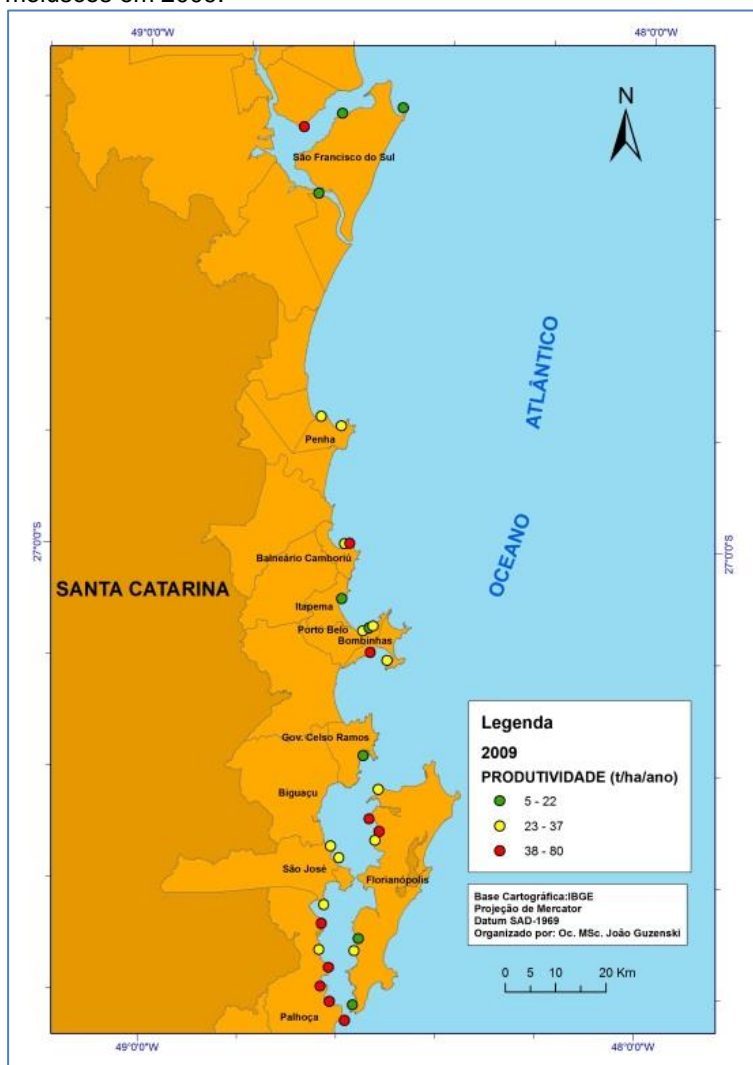 moluscos em 2009.
49°0'0"W
48°0'0"W
N
São Francisco do Sul
ATLÂNTICO
Penha
OCEANO
27°0'0"S
27°0'0"S
Balneário Camboriú
SANTA CATARINA
Itapema
Porto Belo
Bombinhas
Legenda
2009
PRODUTIVIDADE (t/ha/ano)
5 - 22
23 - 37
38 - 80
Gov. Celso Ramos
Biguaçu
São José
Florianópolis
Base Cartográfica:IBGE
Projeção de Mercator
Datum SAD-1969
Organizado por: Oc. MSc. João Guzenski
0 5 10 20 Km
Palhoça
49°0'0"W
48°0'0"W